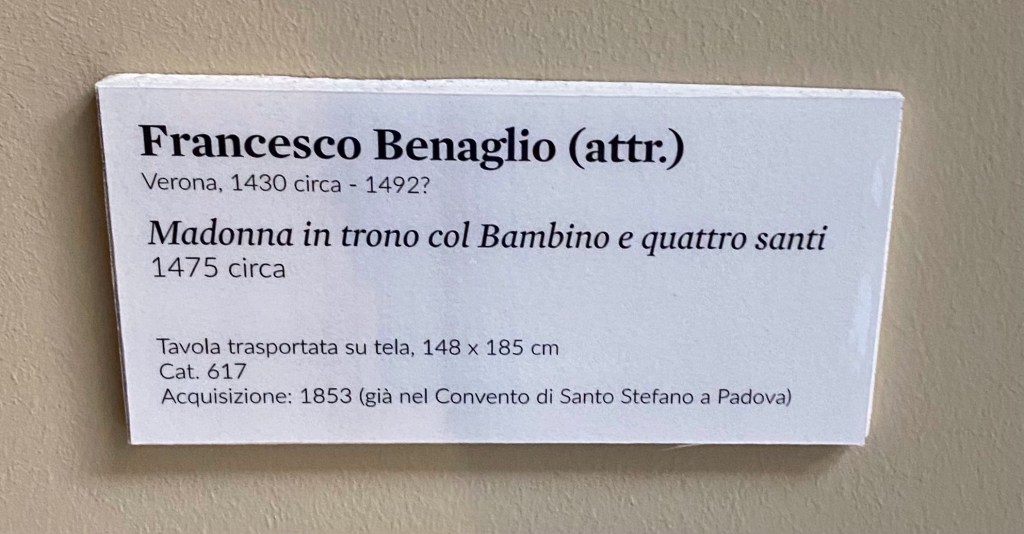 Francesco Benaglio (attr.)
Verona, 1430 circa - 1492?
Madonna in trono col Bambino e quattro santi
1475 circa
Tavola trasportata su tela, 148 x 185 cm
Cat. 617
Acquisizione: 1853 (già nel Convento di Santo Stefano a Padova)